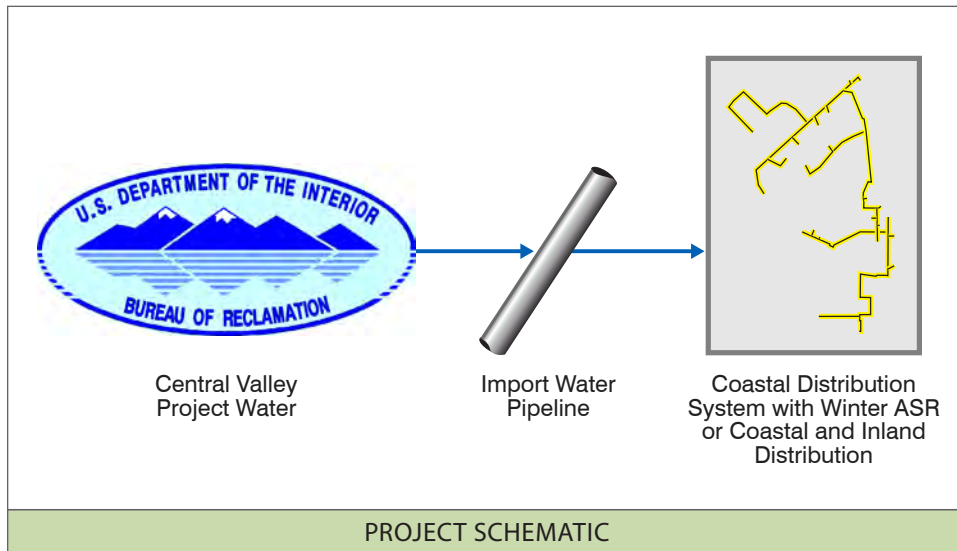 U.S. DEPARTMENT OF THE INTERIOR
BUREAU OF RECLAMATION
Central Valley
Project Water
Import Water
Pipeline
Coastal Distribution
System with Winter ASR
or Coastal and Inland
Distribution
PROJECT SCHEMATIC